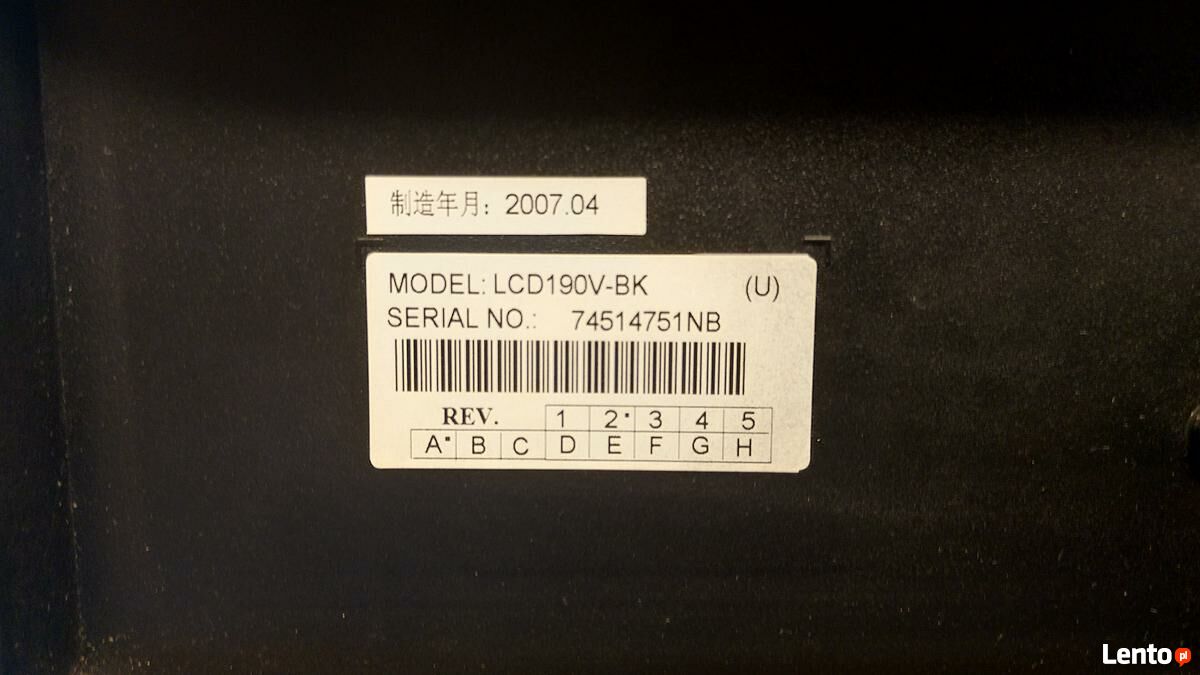 制造年月: 2007.04
MODEL: LCD190V-BK (U)
SERIAL NO.: 74514751NB
REV. 1 2· 3 4 5
A· B C D E F G H
Lento pl